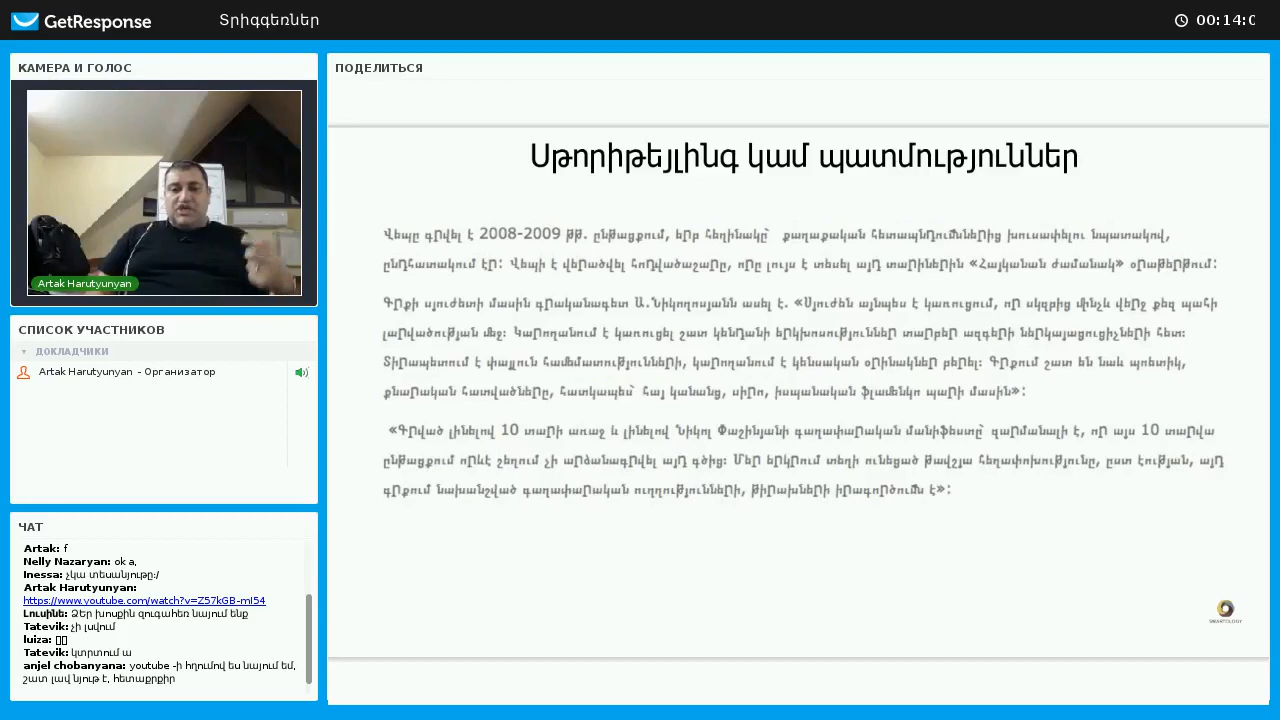 GetResponse
Տրիգգեռներ
00:14:0
КАМЕРА И ГОЛОС
Artak Harutyunyan
СПИСОК УЧАСТНИКОВ
ДОКЛАДЧИКИ
Artak Harutyunyan - Организатор
ЧАТ
Artak: f
Nelly Nazaryan: ok a,
Inessa: չկա տեսանյութը:/
Artak Harutyunyan:
https://www.youtube.com/watch?v=Z57kGB-mI54
Լուսինե: ՁԵր խոսքին զուգահեռ նայում ենք
Tatevik: չի լսվում
luiza:
Tatevik: կտրտում ա
anjel chobanyana: youtube -ի հղումով ես նայում եմ,
շատ լավ նյութ է, հետաքրքիր
ПОДЕЛИТЬСЯ
Սթորիթեյլինգ կամ պատմություններ
Վեպը գրվել է 2008-2009 թթ. ընթացքում, երբ հեղինակը՝ քաղաքական հետապնդումներից խուսափելու նպատակով,
ընդհատակում էր: Վեպի է վերածվել հոդվածաշարը, որը լույս է տեսել այդ տարիներին «Հայկական ժամանակ» օրաթերթում:
Գրքի սյուժետի մասին գրականագետ Ա.Նիկողոսյանն ասել է. «Սյուժեն այնպես է կառուցում, որ սկզբից մինչև վերջ քեզ պահի
լարվածության մեջ: Կարողանում է կառուցել շատ կենդանի երկխոսություններ տարբեր ազգերի ներկայացուցիչների հետ:
Տիրապետում է փայլուն համեմատությունների, կարողանում է կենսական օրինակներ բերել: Գրքում շատ են նաև պոետիկ,
քնարական հատվածները, հատկապես՝ հայ կանանց, սիրո, իսպանական ֆլամենկո պարի մասին»:
«Գրված լինելով 10 տարի առաջ և լինելով Նիկոլ Փաշինյանի գաղափարական մանիֆեստը՝ զարմանալի է, որ այս 10 տարվա
ընթացքում որևէ շեղում չի արձանագրվել այդ գծից: Մեր երկրում տեղի ունեցած թավշյա հեղափոխությունը, ըստ էության, այդ
գրքում նախանշված գաղափարական ուղղությունների, թիրախների իրագործումն է»:
SMARTOLOGY